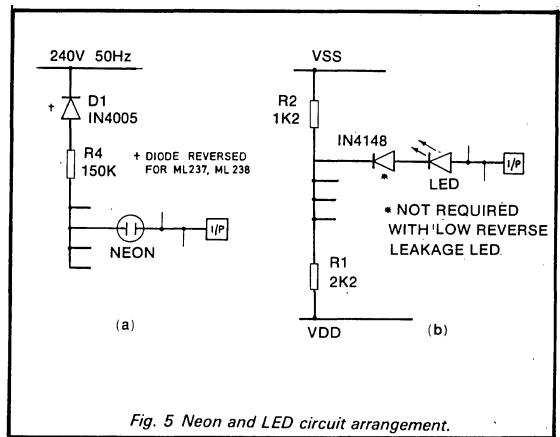 240V 50Hz
† D1
IN4005
R4
150K
† DIODE REVERSED
FOR ML237, ML 238
I/P
NEON
(a)
VSS
R2
1K2
IN4148
*
LED
I/P
* NOT REQUIRED
WITH LOW REVERSE
LEAKAGE LED
R1
2K2
VDD
(b)
Fig. 5 Neon and LED circuit arrangement.